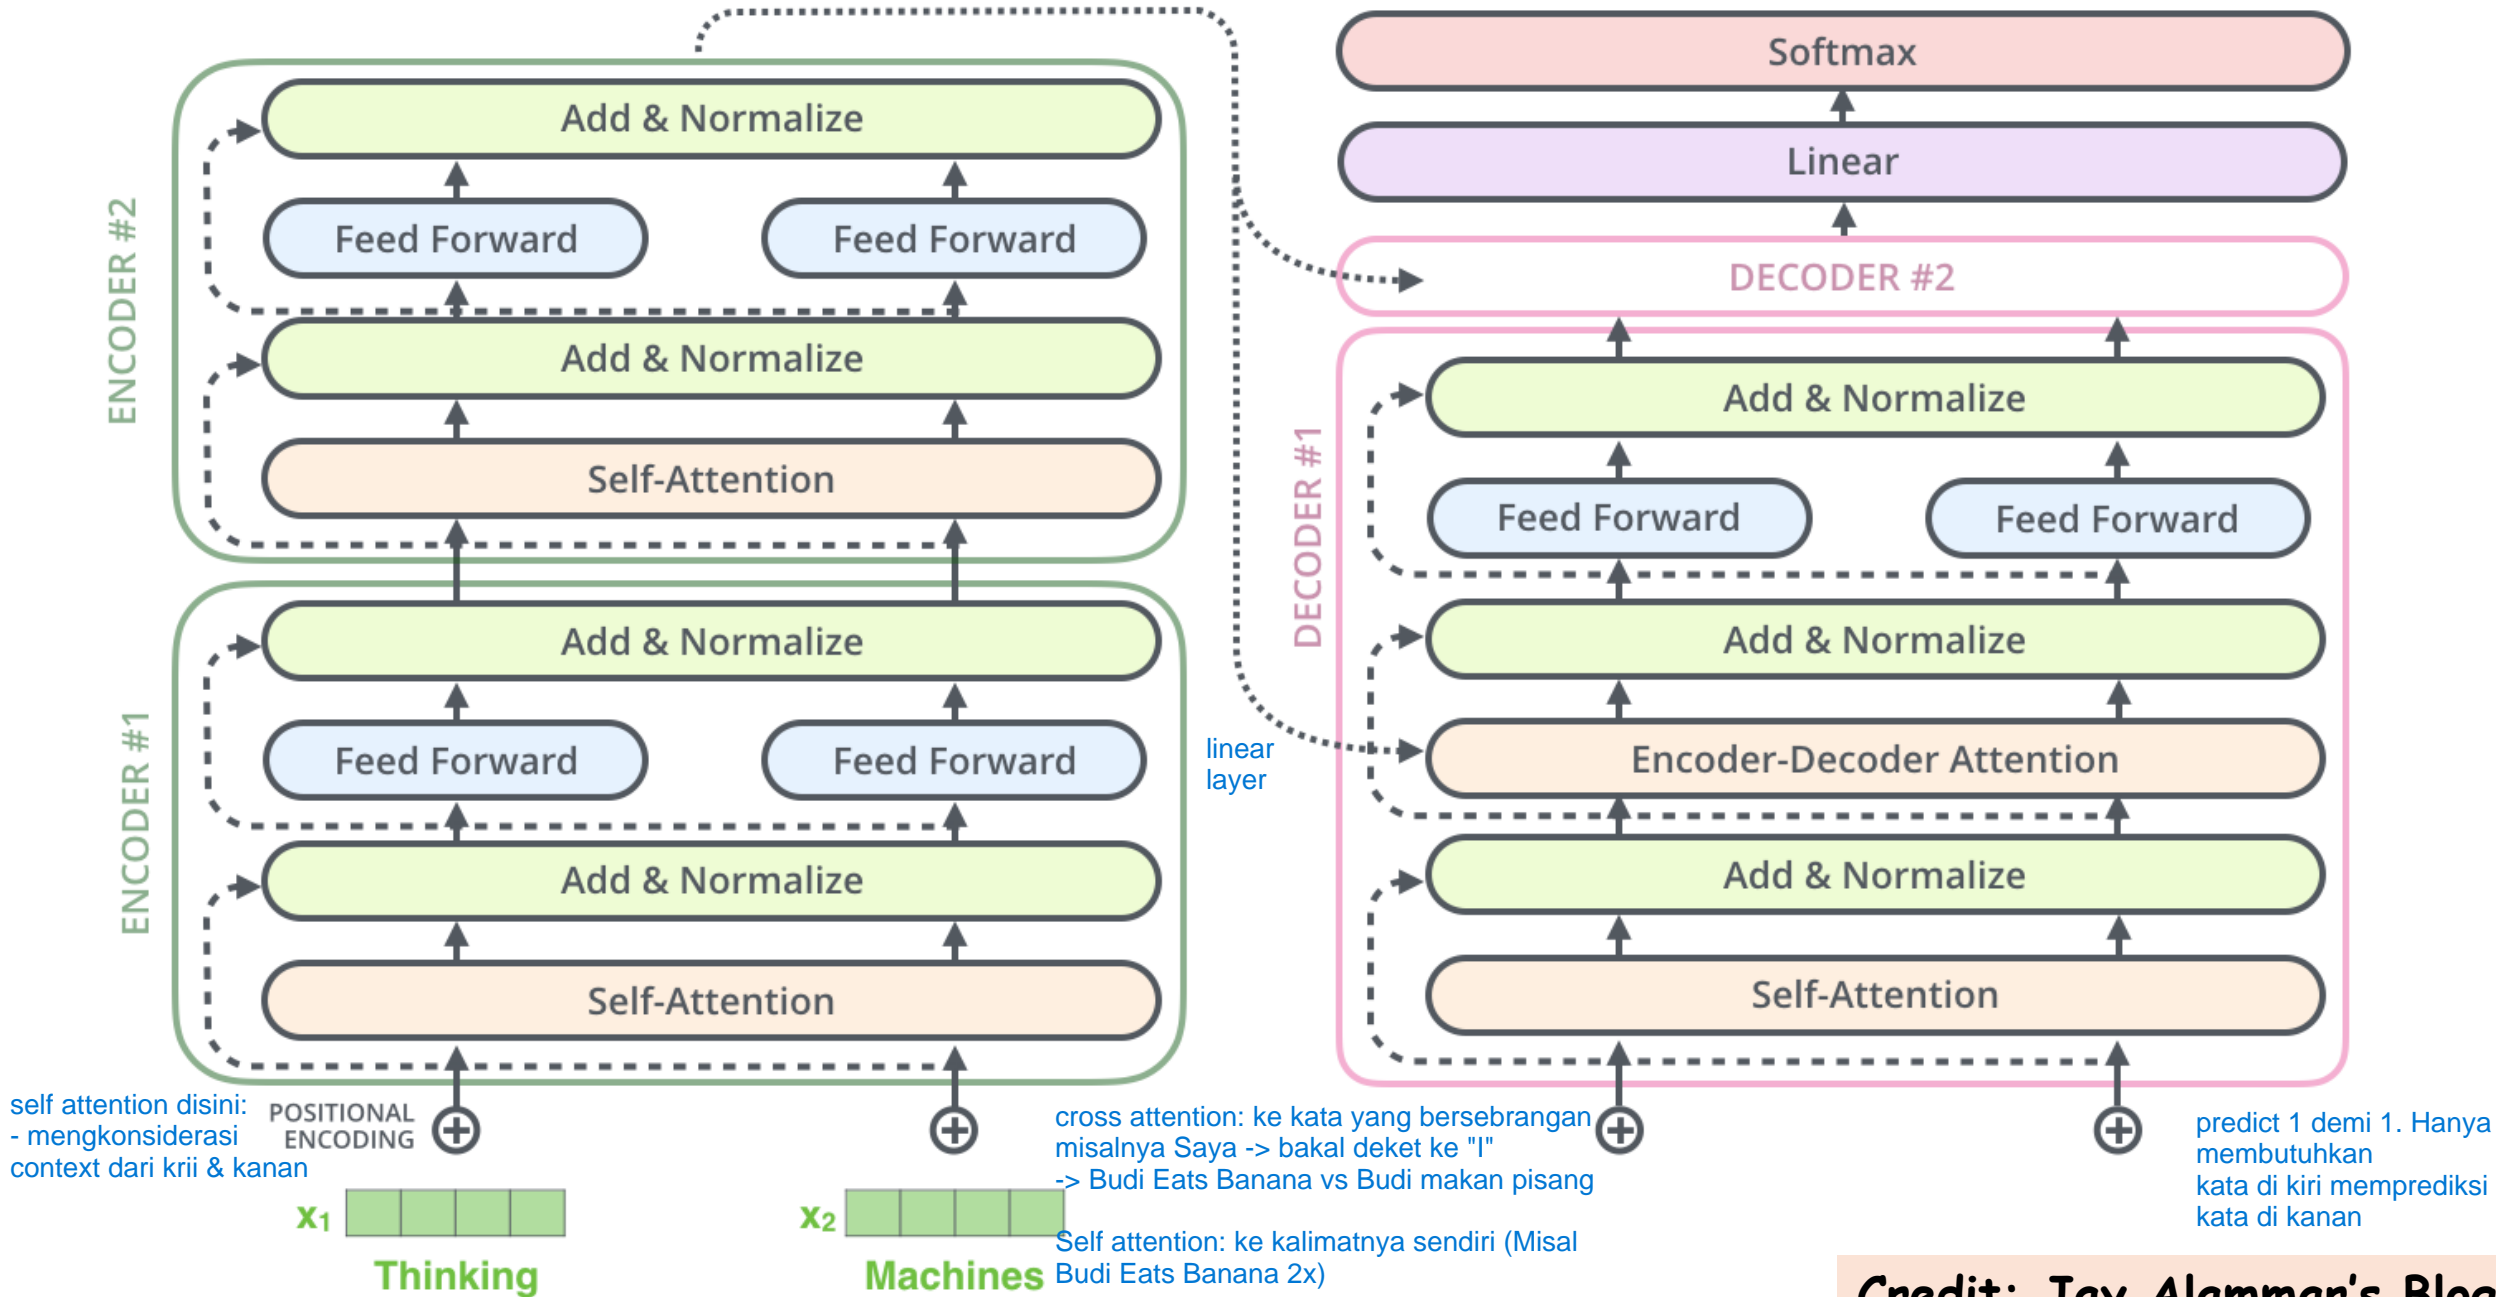 ENCODER #2
Add & Normalize
Feed Forward
Feed Forward
Add & Normalize
Self-Attention
ENCODER #1
Add & Normalize
Feed Forward
Feed Forward
Add & Normalize
Self-Attention
self attention disini:
- mengkonsiderasi
context dari krii & kanan
POSITIONAL
ENCODING
x1
Thinking
x2
Machines
linear
layer
cross attention: ke kata yang bersebrangan
misalnya Saya -> bakal deket ke "I"
-> Budi Eats Banana vs Budi makan pisang
Self attention: ke kalimatnya sendiri (Misal
Budi Eats Banana 2x)
Softmax
Linear
DECODER #2
DECODER #1
Add & Normalize
Feed Forward
Feed Forward
Add & Normalize
Encoder-Decoder Attention
Add & Normalize
Self-Attention
predict 1 demi 1. Hanya
membutuhkan
kata di kiri memprediksi
kata di kanan
Credit: Jay Alammar's Blog